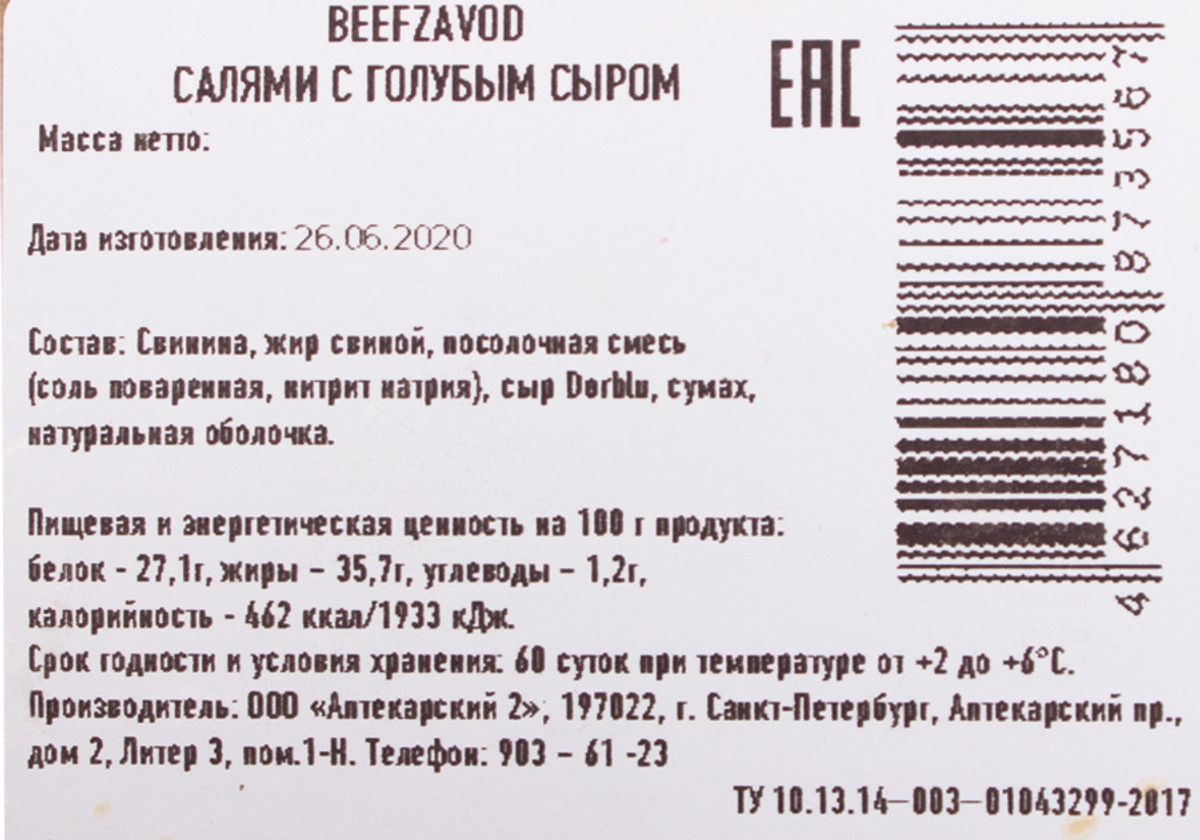 BEEFZAVOD
САЛЯМИ С ГОЛУБЫМ СЫРОМ
EAC
Масса нетто:
Дата изготовления: 26.06.2020
Состав: Свинина, жир свиной, посолочная смесь
(соль поваренная, нитрит натрия), сыр Dorblu, сумах,
натуральная оболочка.
Пищевая и энергетическая ценность на 100 г продукта:
белок - 27,1г, жиры – 35,7г, углеводы – 1,2г,
калорийность - 462 ккал/1933 кДж.
Срок годности и условия хранения: 60 суток при температуре от +2 до +6°С.
Производитель: ООО «Аптекарский 2», 197022, г. Санкт-Петербург, Аптекарский пр.,
дом 2, Литер 3, пом.1-Н. Телефон: 903 – 61 -23
ТУ 10.13.14—003—01043299-2017
4 627180 873567